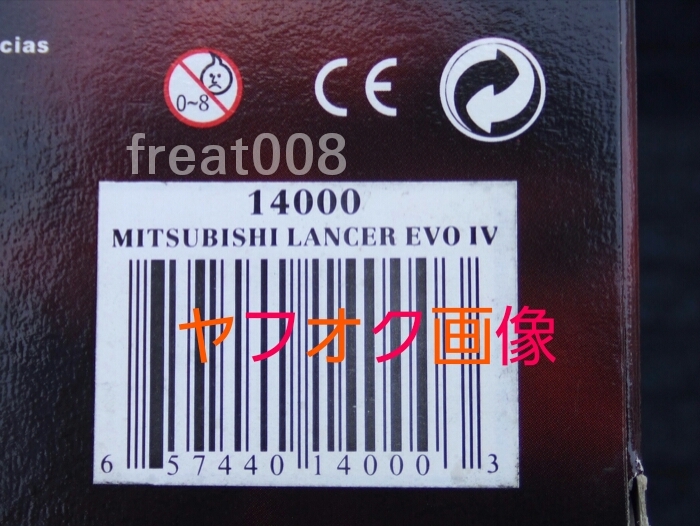 cias
0~8
CE
freat008
14000
MITSUBISHI LANCER EVO IV
ヤフオク画像
6 57440 14000 3